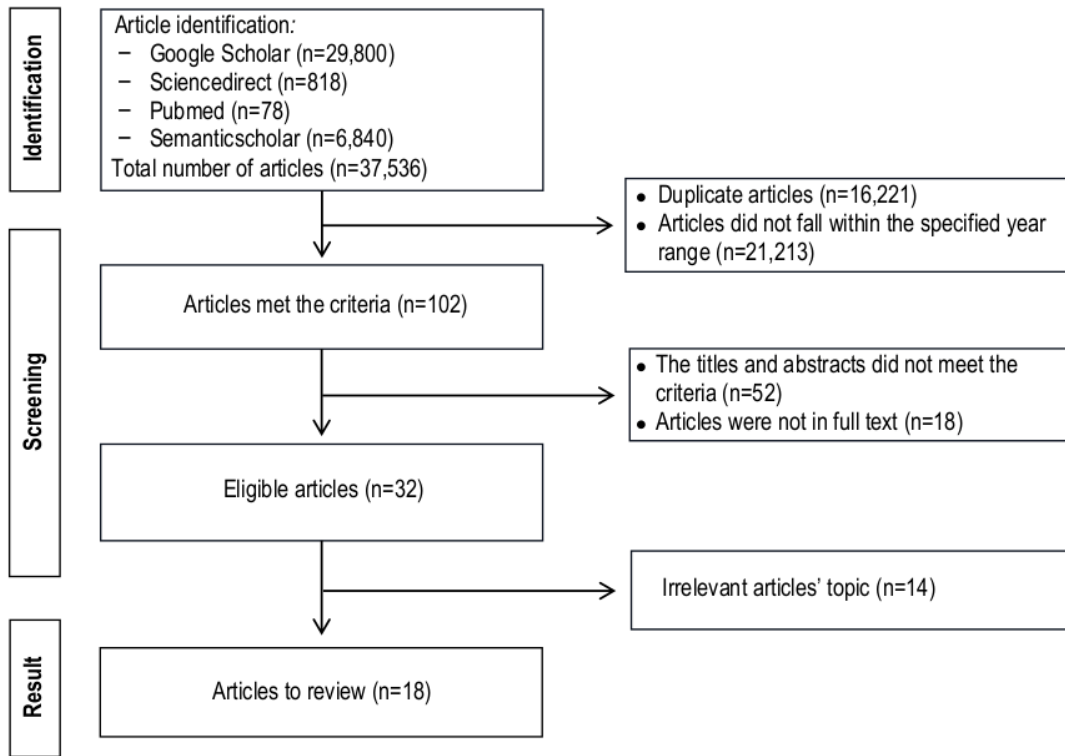 Identification
Article identification:
– Google Scholar (n=29,800)
– Sciencedirect (n=818)
– Pubmed (n=78)
– Semanticscholar (n=6,840)
Total number of articles (n=37,536)
• Duplicate articles (n=16,221)
• Articles did not fall within the specified year
range (n=21,213)
Screening
Articles met the criteria (n=102)
• The titles and abstracts did not meet the
criteria (n=52)
• Articles were not in full text (n=18)
Eligible articles (n=32)
Irrelevant articles’ topic (n=14)
Result
Articles to review (n=18)